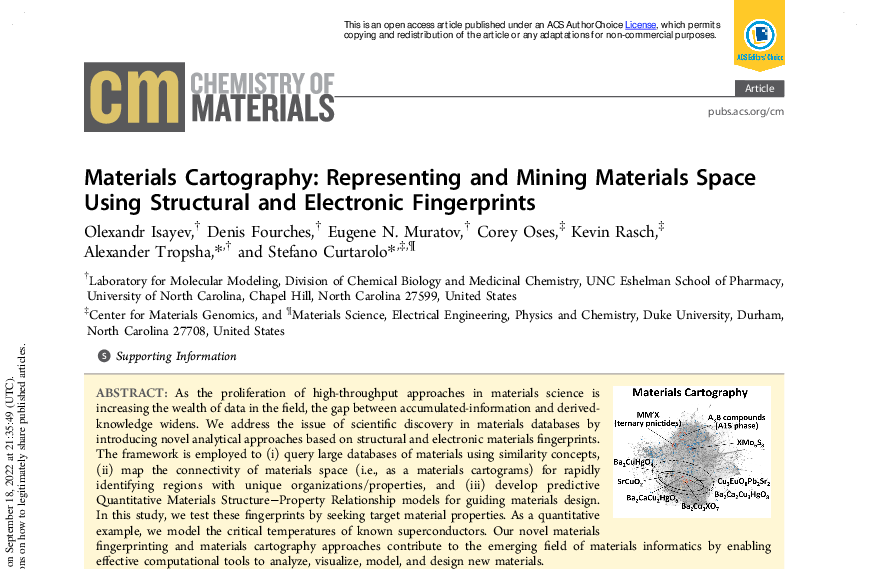 This is an open access article published under an ACS AuthorChoice License, which permits
copying and redistribution of the article or any adaptations for non-commercial purposes.
ACS Editors' Choice
cm CHEMISTRY OF
MATERIALS
Article
pubs.acs.org/cm
Materials Cartography: Representing and Mining Materials Space
Using Structural and Electronic Fingerprints
Olexandr Isayev,† Denis Fourches,† Eugene N. Muratov,† Corey Oses,‡ Kevin Rasch,‡
Alexander Tropsha,*,† and Stefano Curtarolo*,‡,¶
†Laboratory for Molecular Modeling, Division of Chemical Biology and Medicinal Chemistry, UNC Eshelman School of Pharmacy,
University of North Carolina, Chapel Hill, North Carolina 27599, United States
‡Center for Materials Genomics, and ¶Materials Science, Electrical Engineering, Physics and Chemistry, Duke University, Durham,
North Carolina 27708, United States
S Supporting Information
ABSTRACT: As the proliferation of high-throughput approaches in materials science is
increasing the wealth of data in the field, the gap between accumulated-information and derived-
knowledge widens. We address the issue of scientific discovery in materials databases by
introducing novel analytical approaches based on structural and electronic materials fingerprints.
The framework is employed to (i) query large databases of materials using similarity concepts,
(ii) map the connectivity of materials space (i.e., as a materials cartograms) for rapidly
identifying regions with unique organizations/properties, and (iii) develop predictive
Quantitative Materials Structure−Property Relationship models for guiding materials design.
In this study, we test these fingerprints by seeking target material properties. As a quantitative
example, we model the critical temperatures of known superconductors. Our novel materials
fingerprinting and materials cartography approaches contribute to the emerging field of materials informatics by enabling
effective computational tools to analyze, visualize, model, and design new materials.
Materials Cartography
MM'X
(ternary pnictides)
A₃B compounds
(A15 phase)
XMo₆S₈
Ba₂CuHgO₄
SrCuO₂
Ba₂CaCu₂HgO₆
Ba₂Cu₃XO₇
Ba₂Ca₂Cu₃HgO₈
on September 18, 2022 at 21:35:49 (UTC).
ons on how to legitimately share published articles.